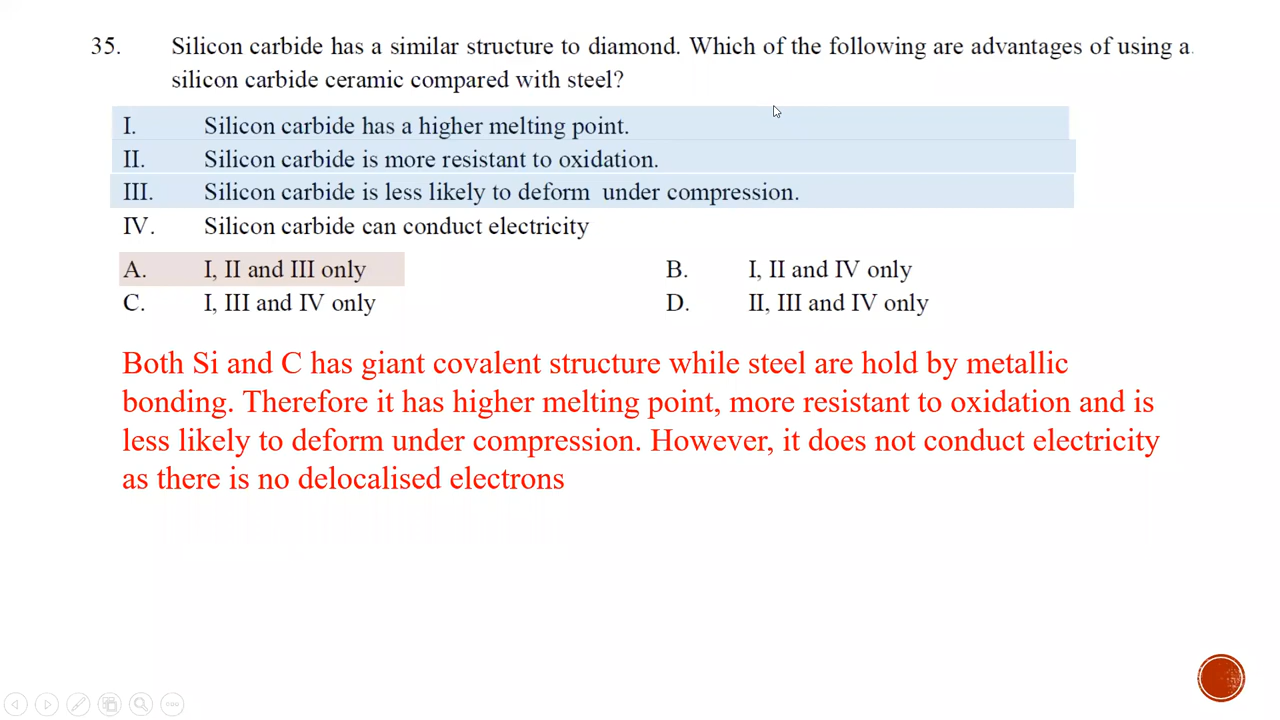 35. Silicon carbide has a similar structure to diamond. Which of the following are advantages of using a
silicon carbide ceramic compared with steel?
I. Silicon carbide has a higher melting point.
II. Silicon carbide is more resistant to oxidation.
III. Silicon carbide is less likely to deform under compression.
IV. Silicon carbide can conduct electricity
A. I, II and III only B. I, II and IV only
C. I, III and IV only D. II, III and IV only
Both Si and C has giant covalent structure while steel are hold by metallic
bonding. Therefore it has higher melting point, more resistant to oxidation and is
less likely to deform under compression. However, it does not conduct electricity
as there is no delocalised electrons